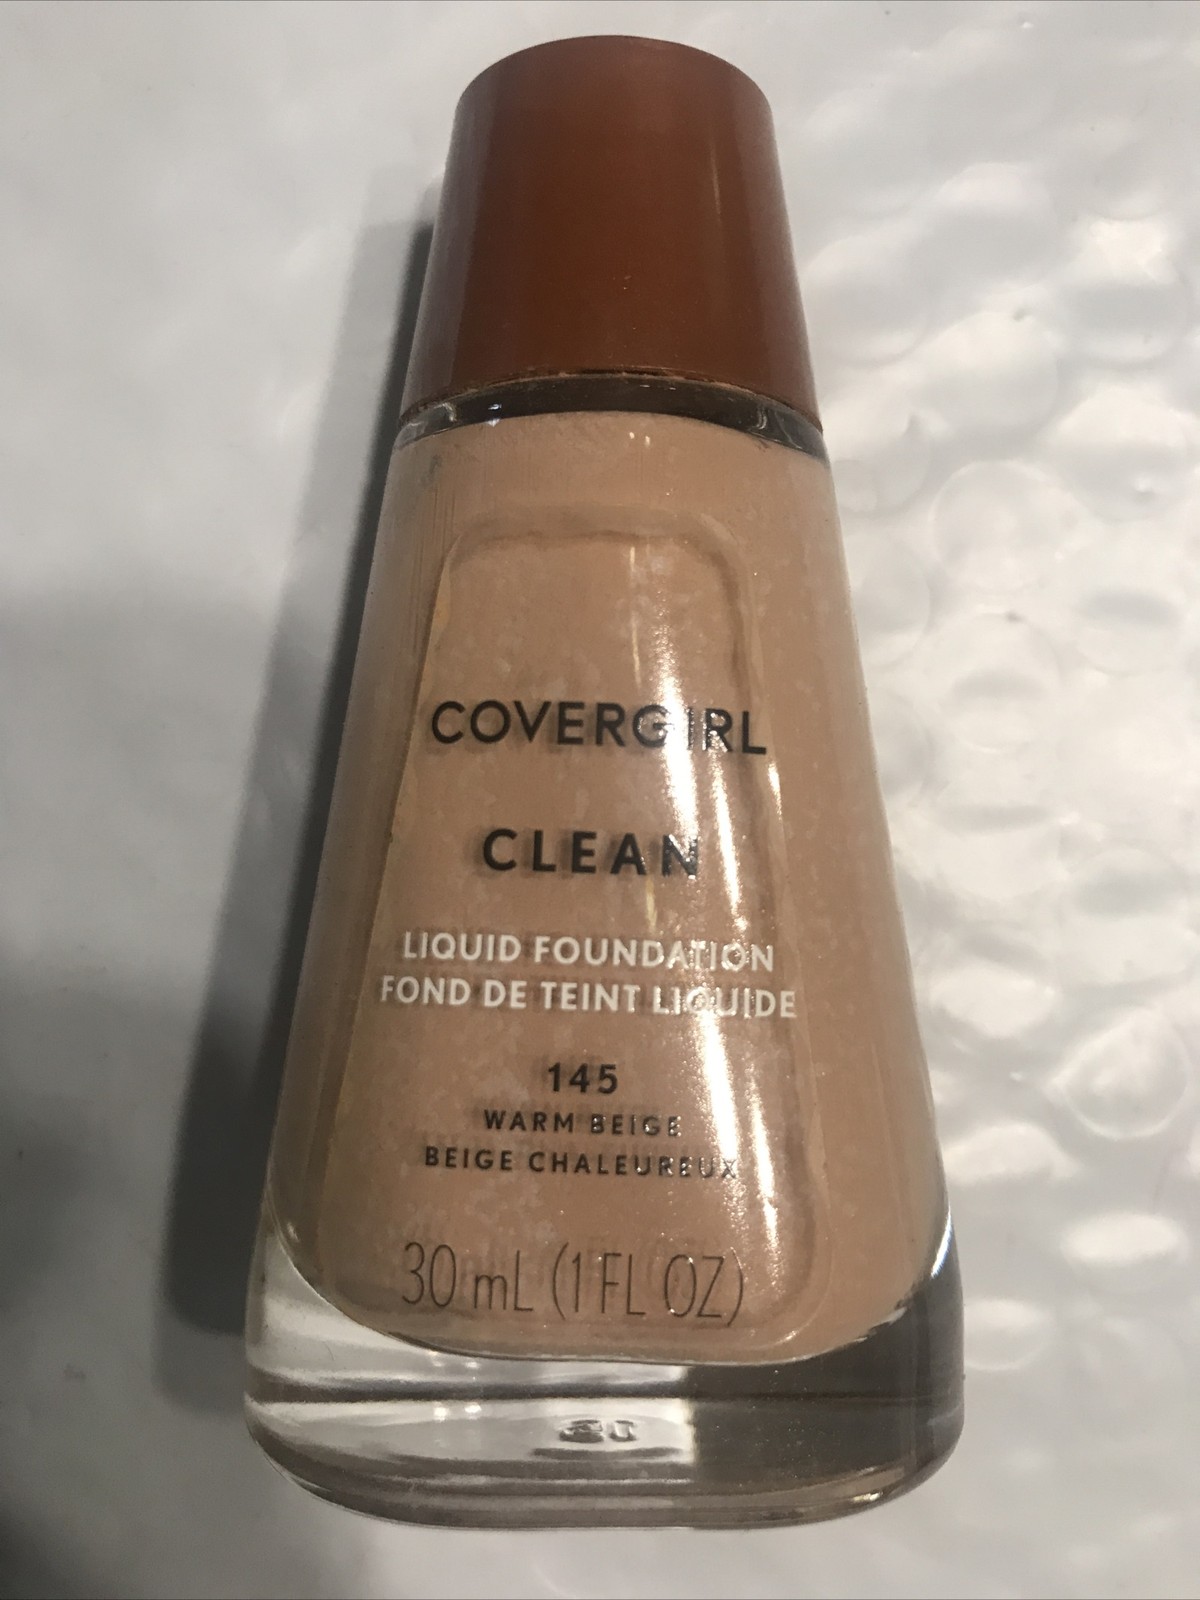 COVERGIRL
CLEAN
LIQUID FOUNDATION
FOND DE TEINT LIQUIDE
145
WARM BEIGE
BEIGE CHALEUREUX
30 mL (1 FL OZ)